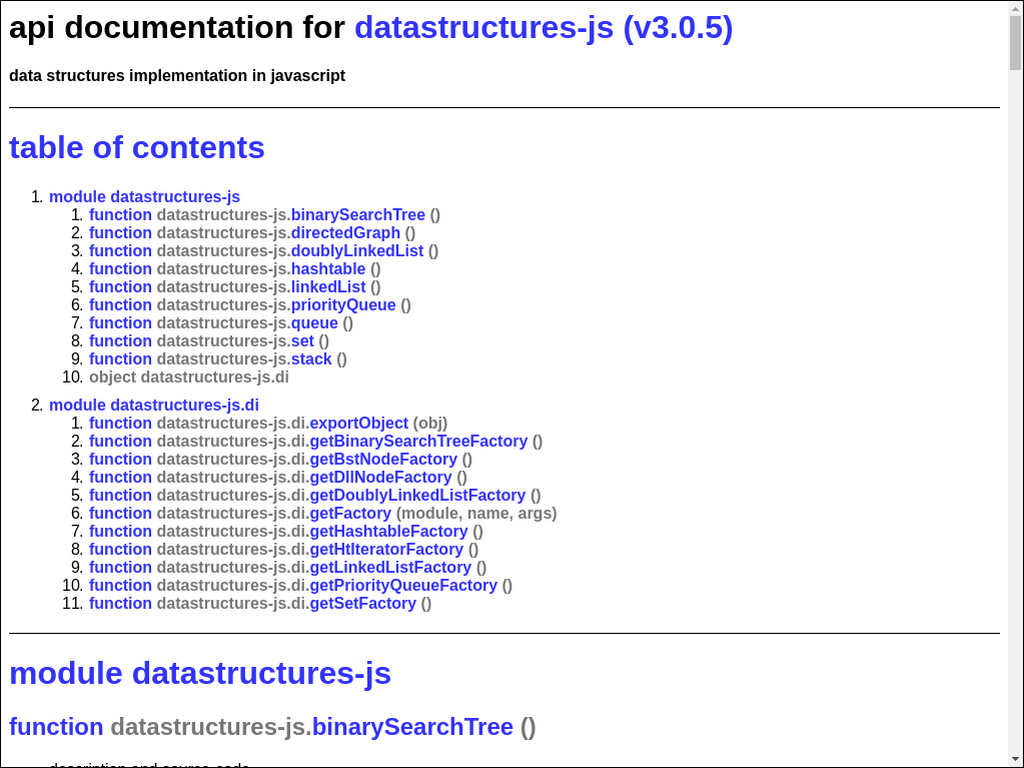 api documentation for datastructures-js (v3.0.5)
data structures implementation in javascript
table of contents
1. module datastructures-js
1. function datastructures-js.binarySearchTree ()
2. function datastructures-js.directedGraph ()
3. function datastructures-js.doublyLinkedList ()
4. function datastructures-js.hashtable ()
5. function datastructures-js.linkedList ()
6. function datastructures-js.priorityQueue ()
7. function datastructures-js.queue ()
8. function datastructures-js.set ()
9. function datastructures-js.stack ()
10. object datastructures-js.di
2. module datastructures-js.di
1. function datastructures-js.di.exportObject (obj)
2. function datastructures-js.di.getBinarySearchTreeFactory ()
3. function datastructures-js.di.getBstNodeFactory ()
4. function datastructures-js.di.getDllNodeFactory ()
5. function datastructures-js.di.getDoublyLinkedListFactory ()
6. function datastructures-js.di.getFactory (module, name, args)
7. function datastructures-js.di.getHashtableFactory ()
8. function datastructures-js.di.getHtIteratorFactory ()
9. function datastructures-js.di.getLinkedListFactory ()
10. function datastructures-js.di.getPriorityQueueFactory ()
11. function datastructures-js.di.getSetFactory ()
module datastructures-js
function datastructures-js.binarySearchTree ()
description and source-code